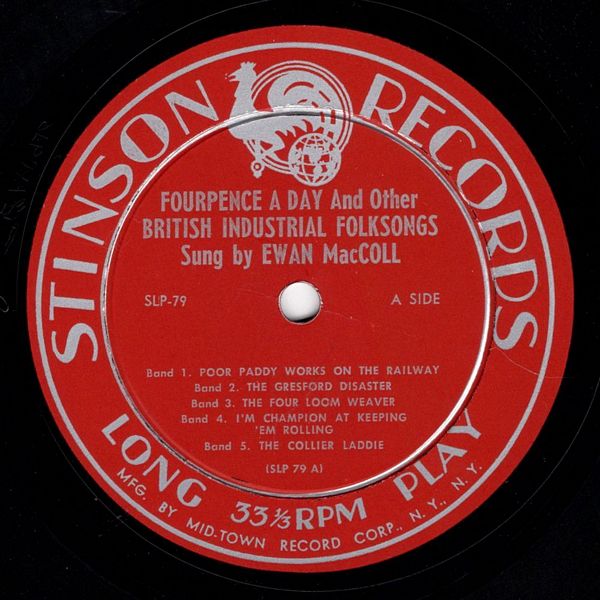 STINSON RECORDS
FOURPENCE A DAY And Other
BRITISH INDUSTRIAL FOLKSONGS
Sung by EWAN MacCOLL
SLP-79
A SIDE
Band 1. POOR PADDY WORKS ON THE RAILWAY
Band 2. THE GRESFORD DISASTER
Band 3. THE FOUR LOOM WEAVER
Band 4. I'M CHAMPION AT KEEPING
'EM ROLLING
Band 5. THE COLLIER LADDIE
(SLP 79 A)
LONG 33⅓ RPM PLAY
MFG. BY MID-TOWN RECORD CORP., N.Y., N.Y.